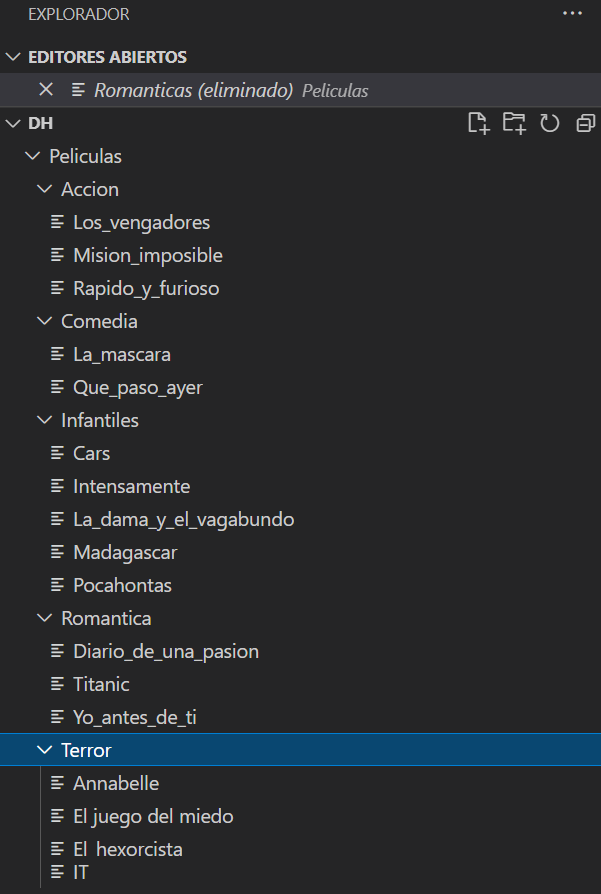 EXPLORADOR
EDITORES ABIERTOS
Romanticas (eliminado) Peliculas
DH
Peliculas
Accion
Los_vengadores
Mision_imposible
Rapido_y_furioso
Comedia
La_mascara
Que_paso_ayer
Infantiles
Cars
Intensamente
La_dama_y_el_vagabundo
Madagascar
Pocahontas
Romantica
Diario_de_una_pasion
Titanic
Yo_antes_de_ti
Terror
Annabelle
El juego del miedo
El hexorcista
IT